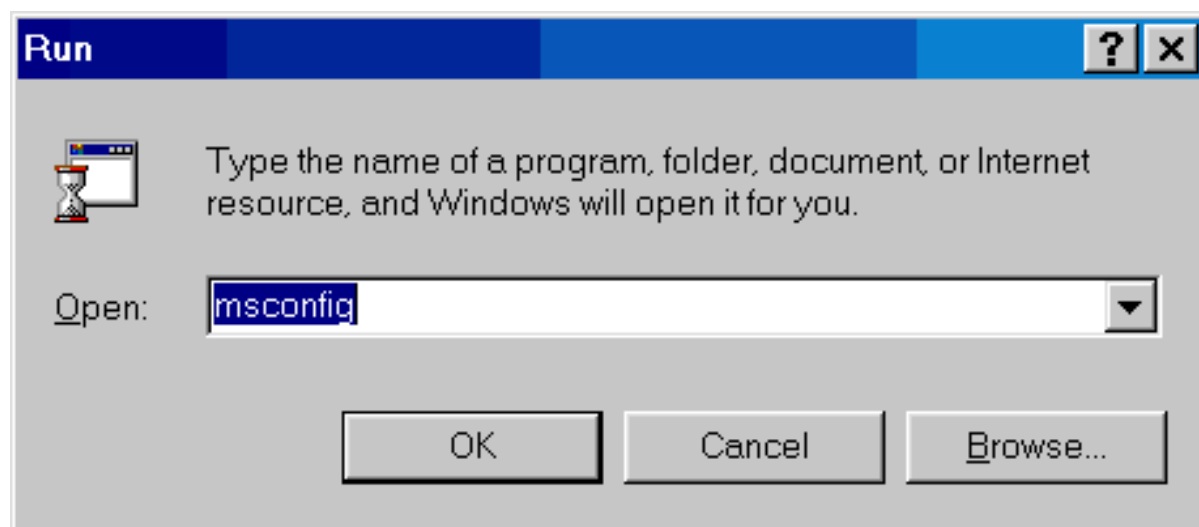 Run
Type the name of a program, folder, document, or Internet
resource, and Windows will open it for you.
Open: msconfig
OK Cancel Browse...